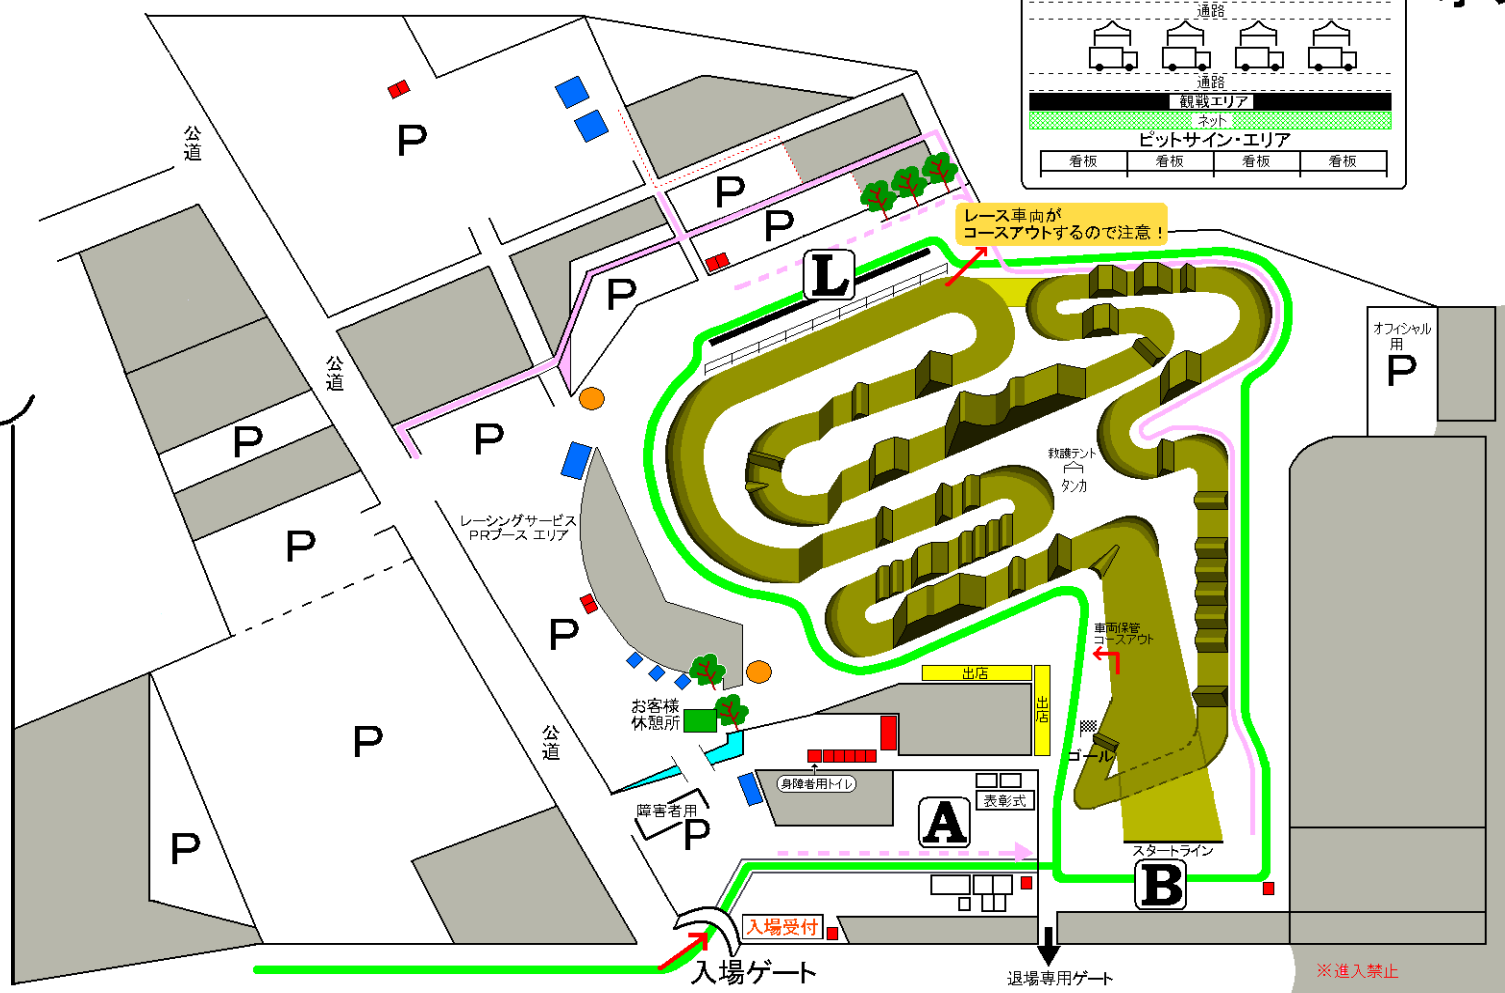 通路
通路
観戦エリア
ネット
ピットサイン・エリア
看板
看板
看板
看板
公
道
P
P
P
レース車両が
コースアウトするので注意！
L
P
オフィシャル
用
P
公
道
P
P
救護テント
タンカ
レーシングサービス
PRブース エリア
P
P
車両保管
コースアウト
出店
出
店
お客様
休憩所
公
道
P
ゴール
身障者用トイレ
表彰式
障害者用
P
A
P
スタートライン
B
入場受付
入場ゲート
退場専用ゲート
※進入禁止